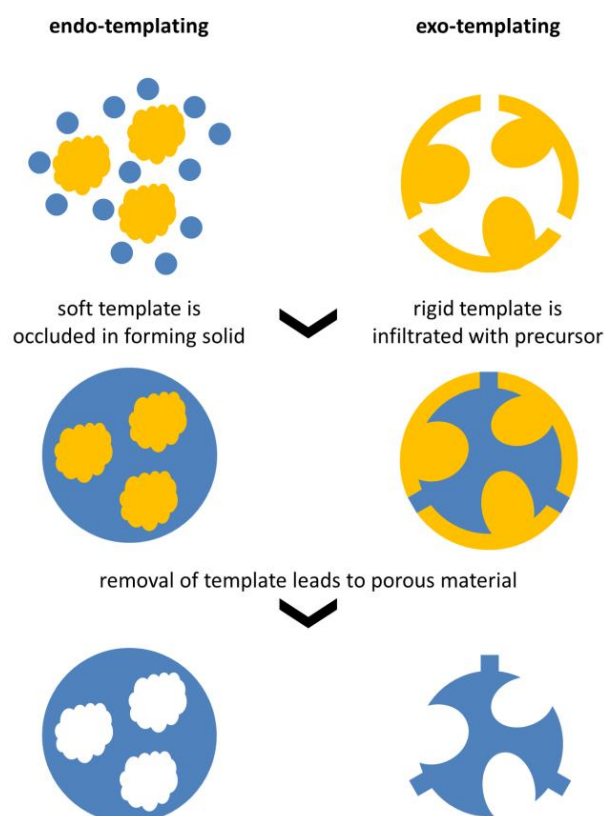 endo-templating
exo-templating
soft template is
occluded in forming solid
rigid template is
infiltrated with precursor
removal of template leads to porous material